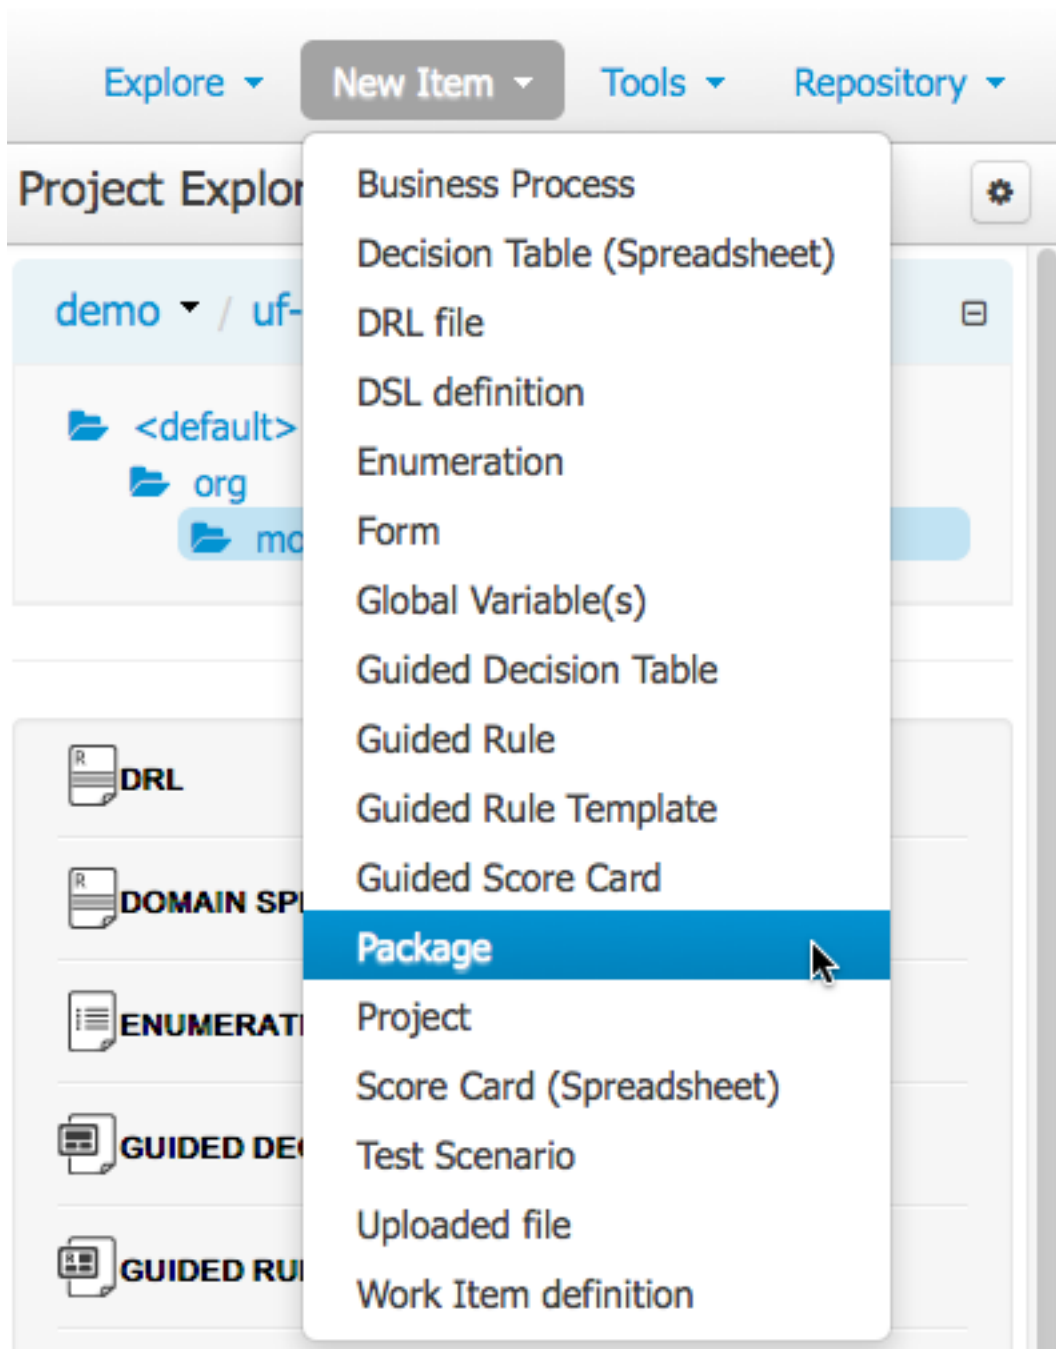 Explore New Item Tools Repository
Project Explor
demo / uf-
<default>
org
mo
DRL
DOMAIN SP
ENUMERAT
GUIDED DE
GUIDED RU
Business Process
Decision Table (Spreadsheet)
DRL file
DSL definition
Enumeration
Form
Global Variable(s)
Guided Decision Table
Guided Rule
Guided Rule Template
Guided Score Card
Package
Project
Score Card (Spreadsheet)
Test Scenario
Uploaded file
Work Item definition